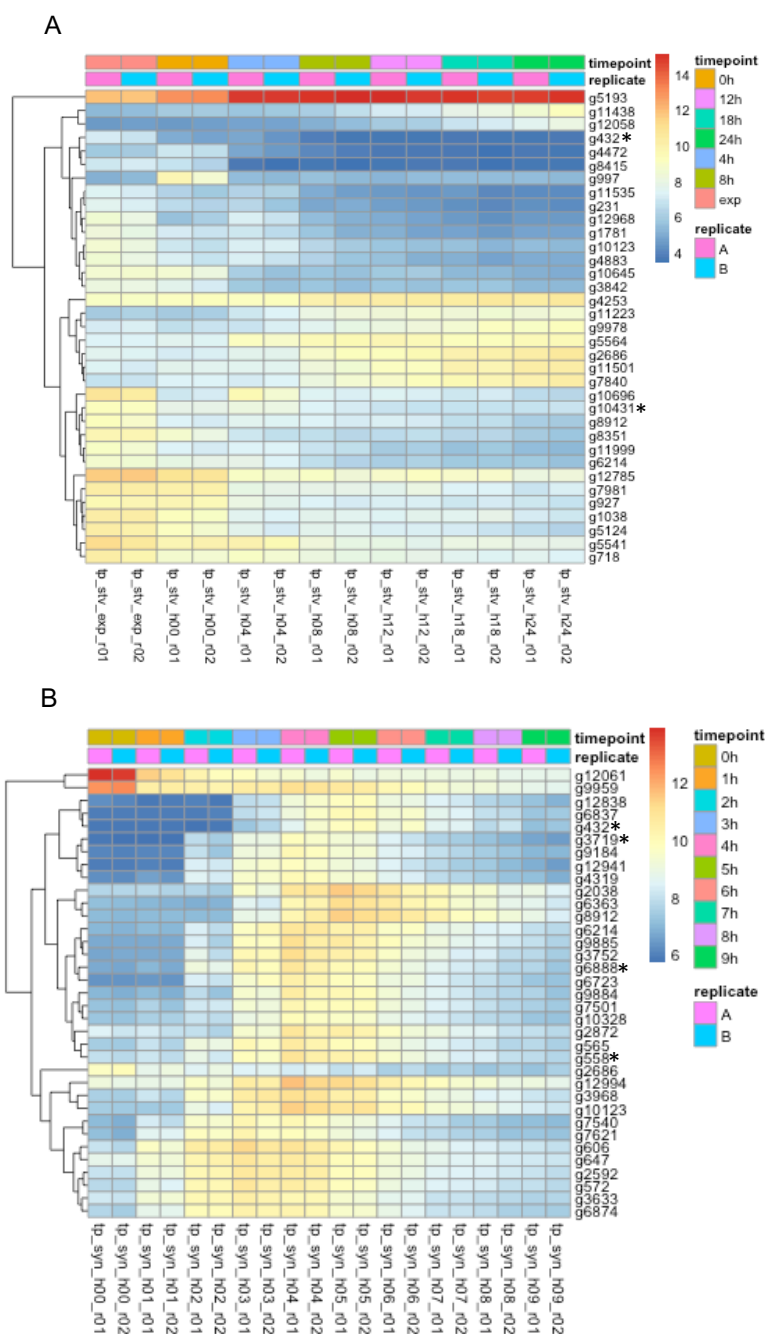 A
timepoint
replicate
g5193
g11438
g12058
g432*
g4472
g8415
g997
g11535
g231
g12968
g1781
g10123
g4883
g10645
g3842
g4253
g11223
g9978
g5564
g2686
g11501
g7840
g10696
g10431*
g8912
g8351
g11999
g6214
g12785
g7981
g927
g1038
g5124
g5541
g718
14
12
10
8
6
4
timepoint
0h
12h
18h
24h
4h
8h
exp
replicate
A
B
tp_stv_exp_r01
tp_stv_exp_r02
tp_stv_h00_r01
tp_stv_h00_r02
tp_stv_h04_r01
tp_stv_h04_r02
tp_stv_h08_r01
tp_stv_h08_r02
tp_stv_h12_r01
tp_stv_h12_r02
tp_stv_h18_r01
tp_stv_h18_r02
tp_stv_h24_r01
tp_stv_h24_r02
B
timepoint
replicate
g12061
g9959
g12838
g6837
g432*
g3719*
g9184
g12941
g4319
g2038
g6363
g8912
g6214
g9885
g3752
g6888*
g6723
g9884
g7501
g10328
g2872
g565
g558*
g2686
g12994
g3968
g10123
g7540
g7621
g606
g647
g2592
g572
g3633
g6874
12
10
8
6
timepoint
0h
1h
2h
3h
4h
5h
6h
7h
8h
9h
replicate
A
B
tp_syn_h00_r01
tp_syn_h00_r02
tp_syn_h01_r01
tp_syn_h01_r02
tp_syn_h02_r01
tp_syn_h02_r02
tp_syn_h03_r01
tp_syn_h03_r02
tp_syn_h04_r01
tp_syn_h04_r02
tp_syn_h05_r01
tp_syn_h05_r02
tp_syn_h06_r01
tp_syn_h06_r02
tp_syn_h07_r01
tp_syn_h07_r02
tp_syn_h08_r01
tp_syn_h08_r02
tp_syn_h09_r01
tp_syn_h09_r02